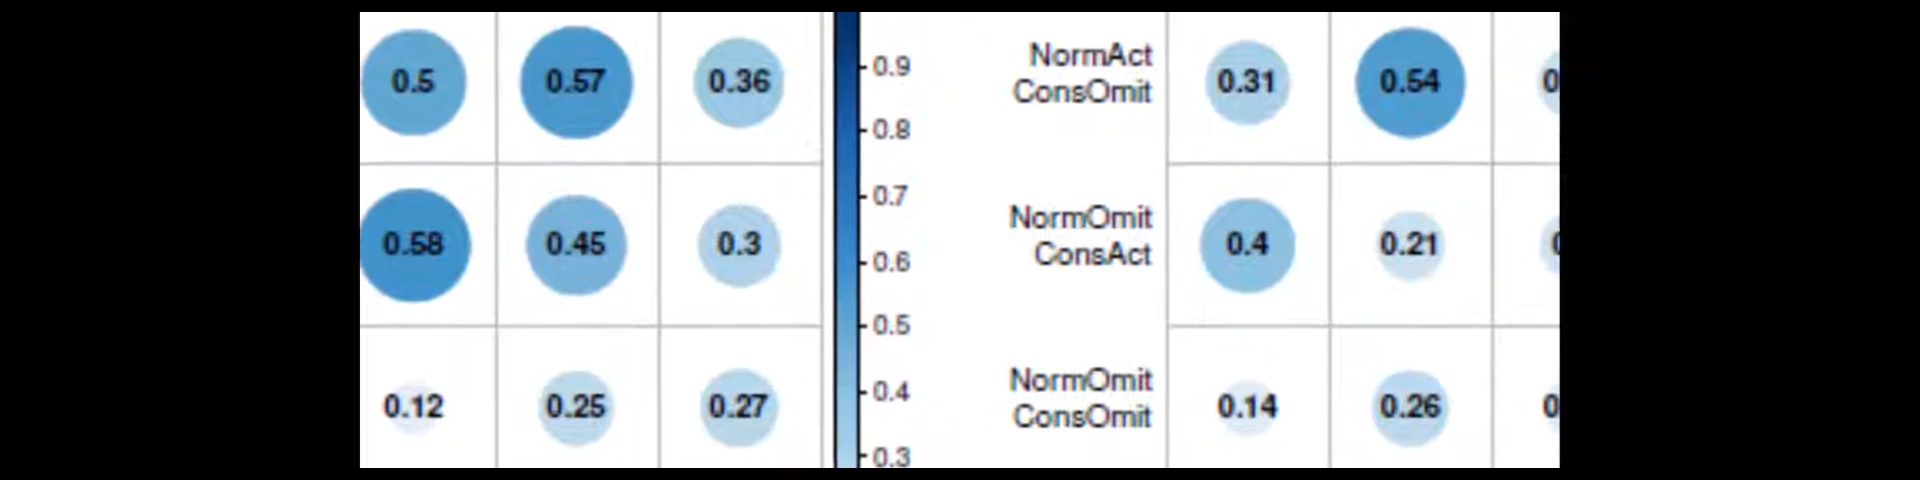 0.5 0.57 0.36
0.58 0.45 0.3
0.12 0.25 0.27
0.9
0.8
0.7
0.6
0.5
0.4
0.3
NormAct
ConsOmit
0.31 0.54
NormOmit
ConsAct
0.4 0.21
NormOmit
ConsOmit
0.14 0.26